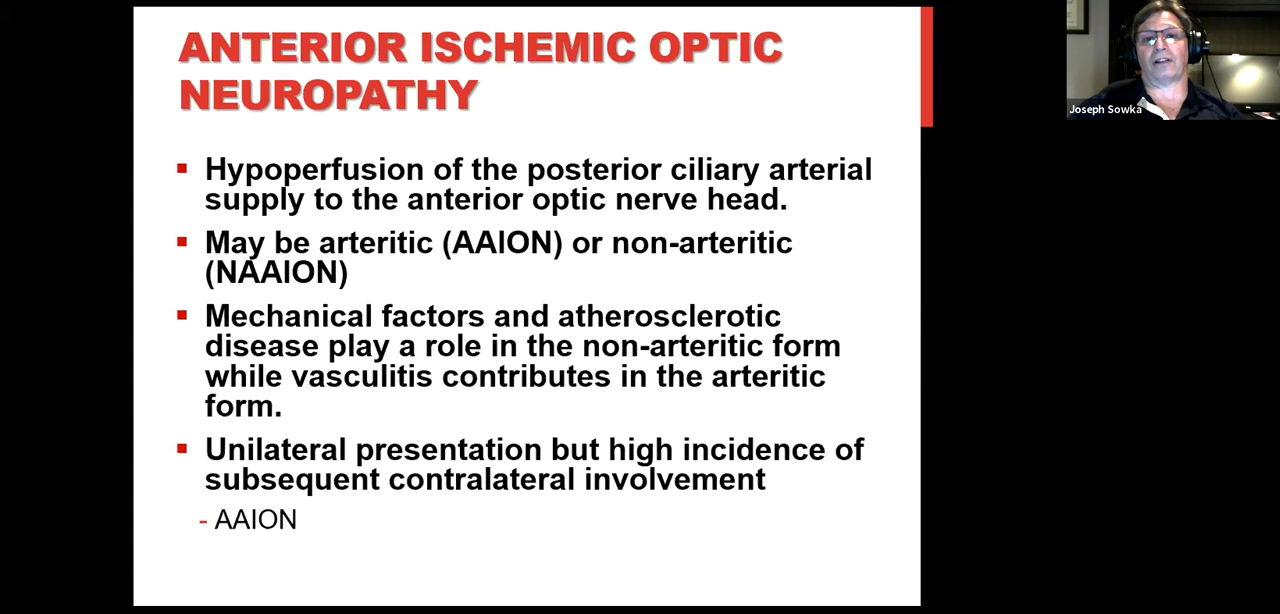 ANTERIOR ISCHEMIC OPTIC
NEUROPATHY
Joseph Sowka
▪ Hypoperfusion of the posterior ciliary arterial
supply to the anterior optic nerve head.
▪ May be arteritic (AAION) or non-arteritic
(NAAION)
▪ Mechanical factors and atherosclerotic
disease play a role in the non-arteritic form
while vasculitis contributes in the arteritic
form.
▪ Unilateral presentation but high incidence of
subsequent contralateral involvement
- AAION